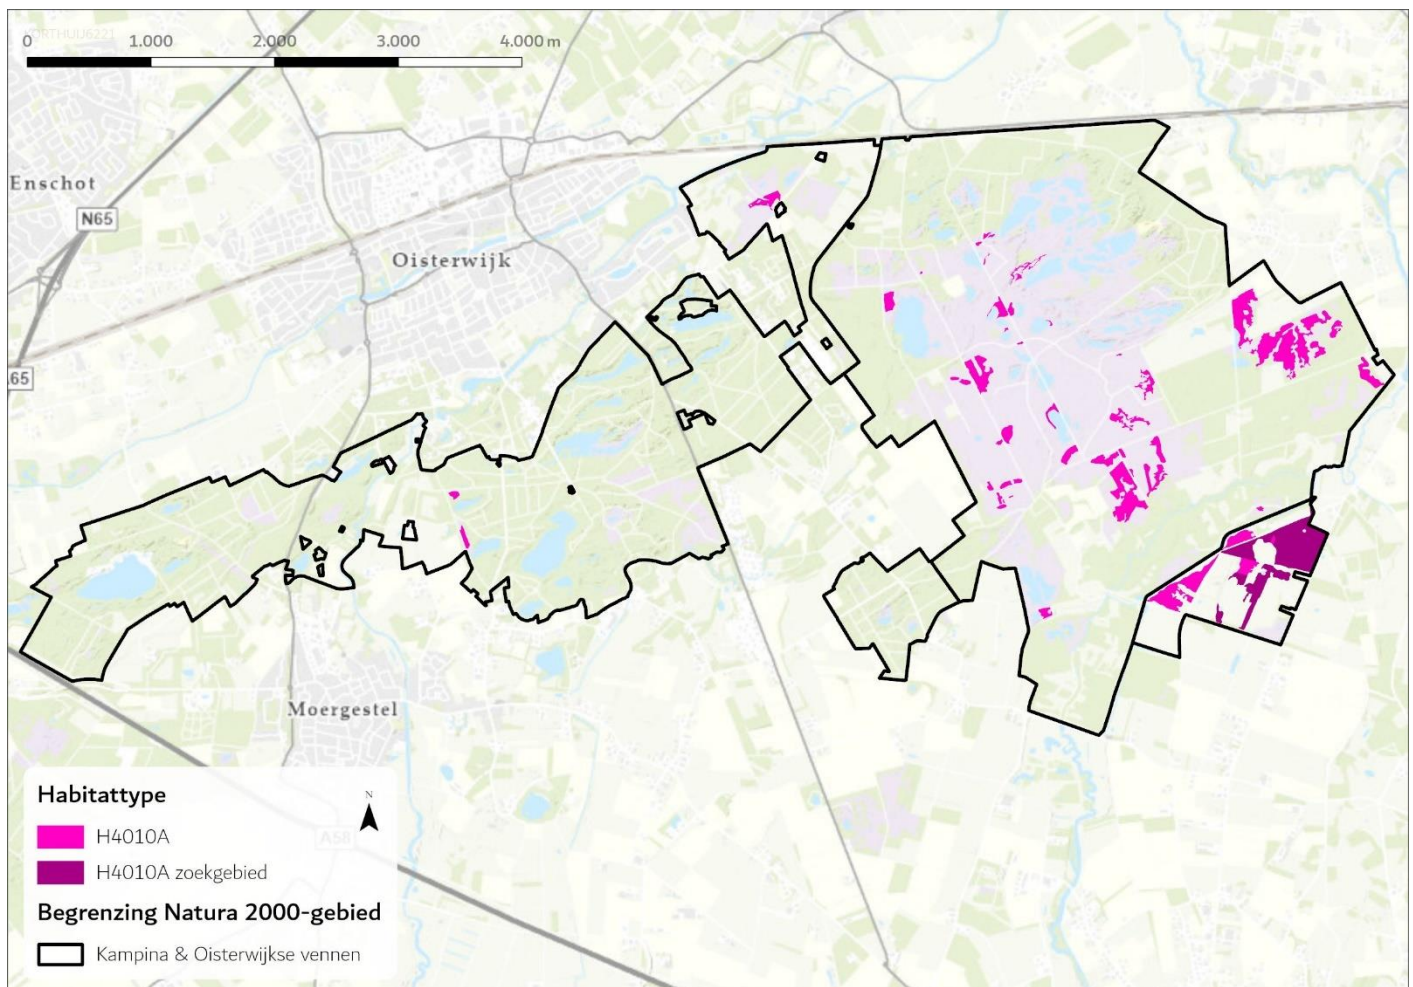 0 1.000 2.000 3.000 4.000 m
Enschot
N65
Oisterwijk
65
Moergestel
A58
Habitattype
N
H4010A
H4010A zoekgebied
Begrenzing Natura 2000-gebied
Kampina & Oisterwijkse vennen